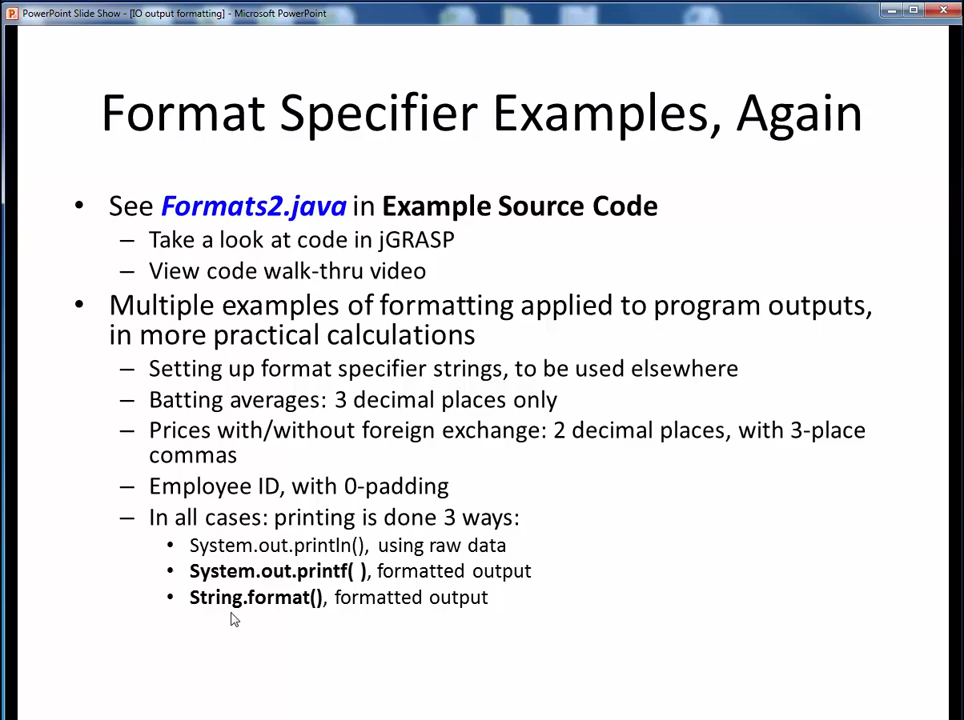 PowerPoint Slide Show - [IO output formatting] - Microsoft PowerPoint
Format Specifier Examples, Again
• See Formats2.java in Example Source Code
– Take a look at code in jGRASP
– View code walk-thru video
• Multiple examples of formatting applied to program outputs,
in more practical calculations
– Setting up format specifier strings, to be used elsewhere
– Batting averages: 3 decimal places only
– Prices with/without foreign exchange: 2 decimal places, with 3-place
commas
– Employee ID, with 0-padding
– In all cases: printing is done 3 ways:
• System.out.println(), using raw data
• System.out.printf( ), formatted output
• String.format(), formatted output